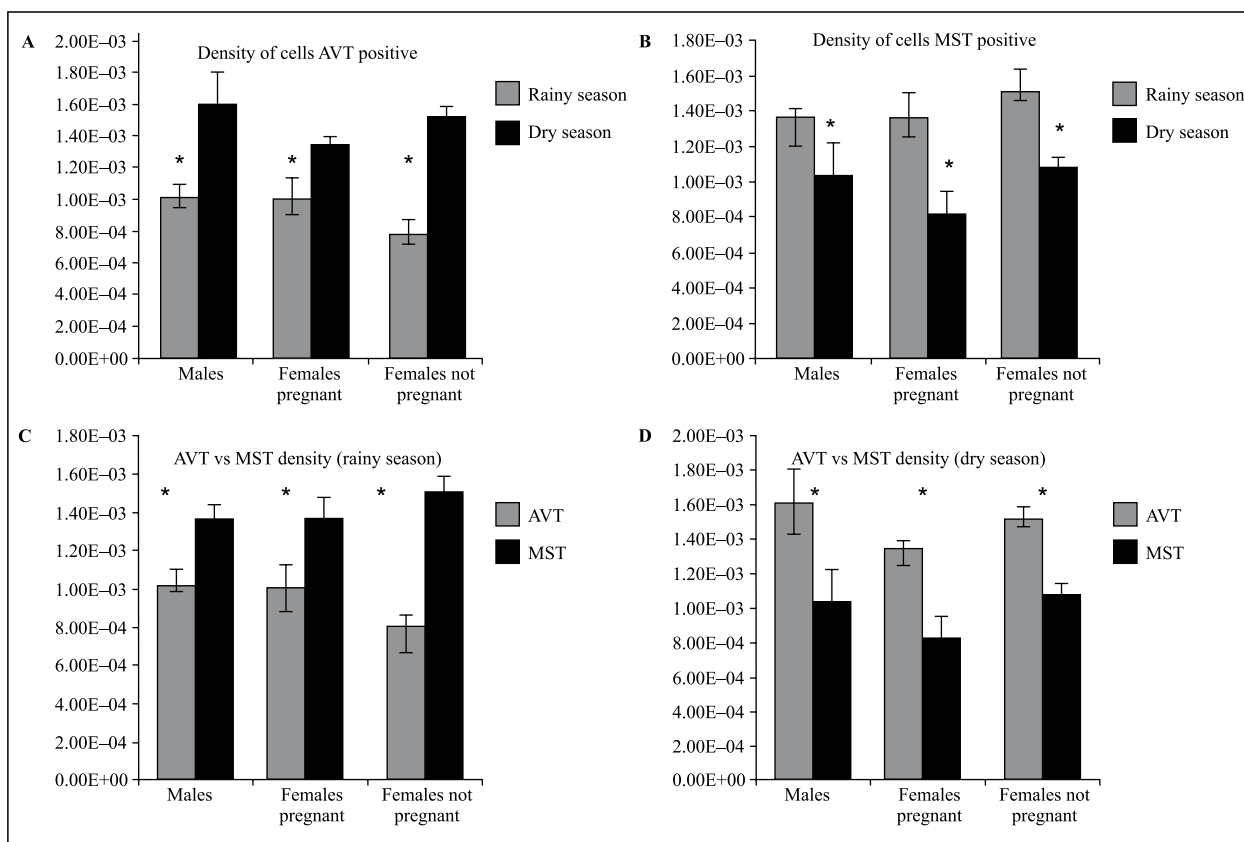 A
Density of cells AVT positive
2.00E–03
1.80E–03
1.60E–03
1.40E–03
1.20E–03
1.00E–03
8.00E–04
6.00E–04
4.00E–04
2.00E–04
0.00E+00
*
*
*
Males
Females
pregnant
Females not
pregnant
Rainy season
Dry season
B
Density of cells MST positive
1.80E–03
1.60E–03
1.40E–03
1.20E–03
1.00E–03
8.00E–04
6.00E–04
4.00E–04
2.00E–04
0.00E+00
*
*
*
Males
Females
pregnant
Females not
pregnant
Rainy season
Dry season
C
AVT vs MST density (rainy season)
1.80E–03
1.60E–03
1.40E–03
1.20E–03
1.00E–03
8.00E–04
6.00E–04
4.00E–04
2.00E–04
0.00E+00
*
*
*
Males
Females
pregnant
Females not
pregnant
AVT
MST
D
AVT vs MST density (dry season)
2.00E–03
1.80E–03
1.60E–03
1.40E–03
1.20E–03
1.00E–03
8.00E–04
6.00E–04
4.00E–04
2.00E–04
0.00E+00
*
*
*
Males
Females
pregnant
Females not
pregnant
AVT
MST